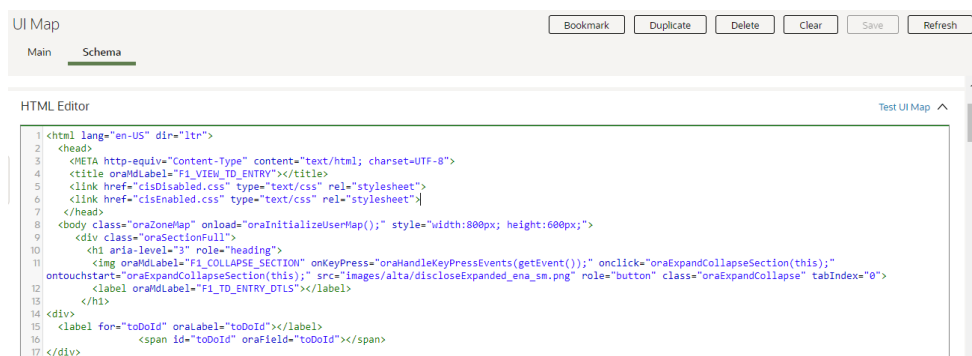 UI Map
Bookmark Duplicate Delete Clear Save Refresh
Main Schema
HTML Editor
Test UI Map
1 <html lang="en-US" dir="ltr">
2 <head>
3 <META http-equiv="Content-Type" content="text/html; charset=UTF-8">
4 <title oraMdLabel="F1_VIEW_TD_ENTRY"></title>
5 <link href="cisDisabled.css" type="text/css" rel="stylesheet">
6 <link href="cisEnabled.css" type="text/css" rel="stylesheet">
7 </head>
8 <body class="oraZoneMap" onload="oraInitializeUserMap();" style="width:800px; height:600px;">
9 <div class="oraSectionFull">
10 <h1 aria-level="3" role="heading">
11 <img oraMdLabel="F1_COLLAPSE_SECTION" onKeyPress="oraHandleKeyPressEvents(getEvent());" onclick="oraExpandCollapseSection(this);"
ontouchstart="oraExpandCollapseSection(this);" src="images/alta/discloseExpanded_ena_sm.png" role="button" class="oraExpandCollapse" tabIndex="0">
12 <label oraMdLabel="F1_TD_ENTRY_DTLS"></label>
13 </h1>
14 <div>
15 <label for="toDoId" oraLabel="toDoId"></label>
16 <span id="toDoId" oraField="toDoId"></span>
17 </div>